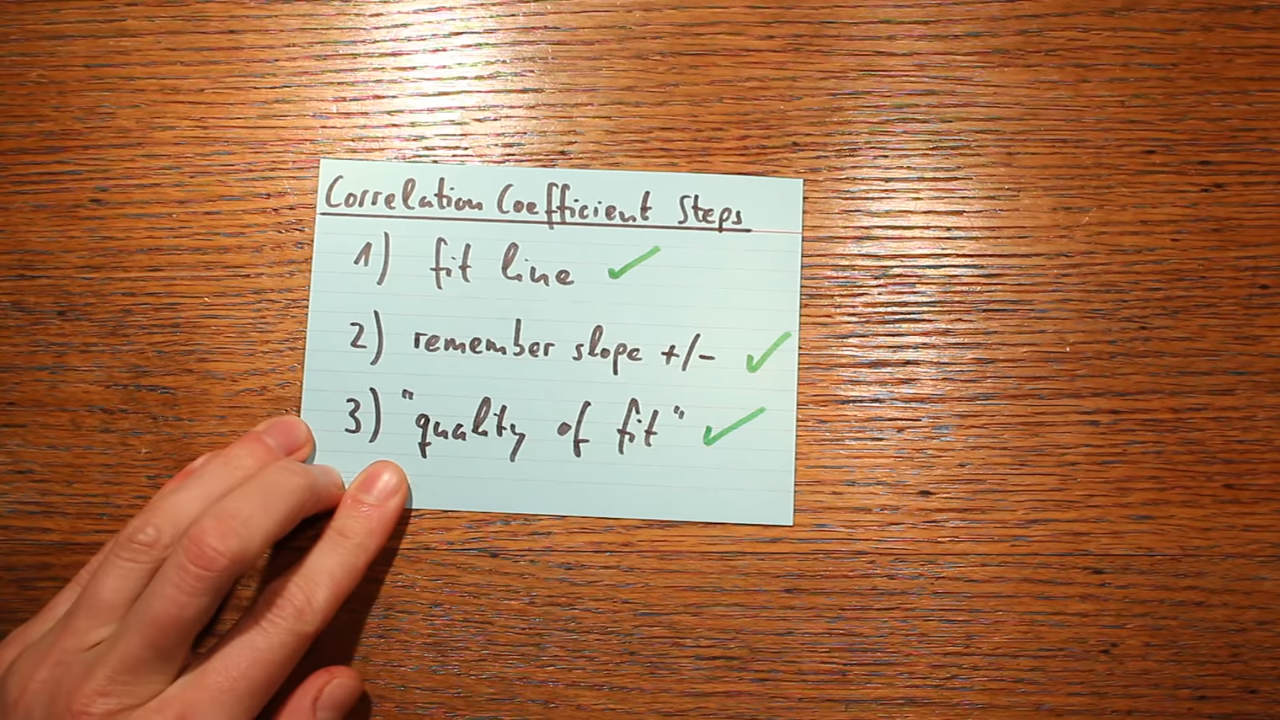 Correlation Coefficient Steps
1) fit line ✓
2) remember slope +/- ✓
3) "quality of fit" ✓